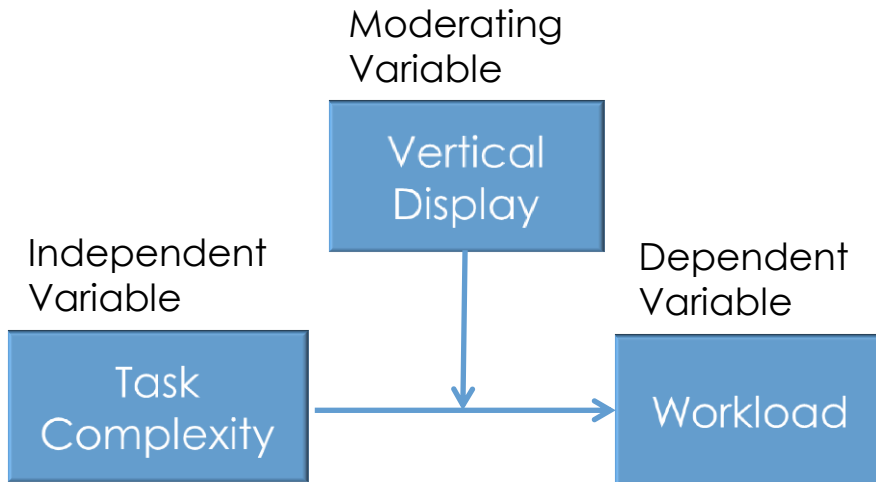 Moderating
Variable
Vertical
Display
Independent
Variable
Task
Complexity
Dependent
Variable
Workload